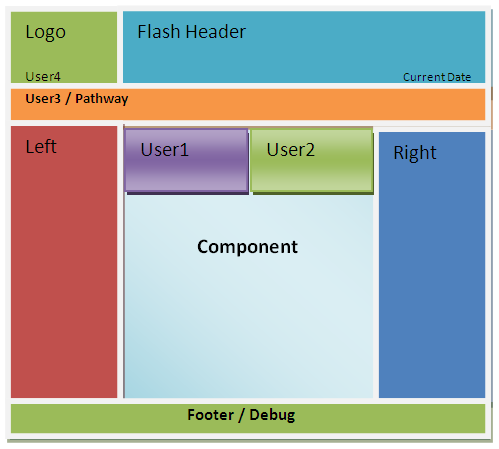 Logo
Flash Header
User4
Current Date
User3 / Pathway
Left
User1
User2
Right
Component
Footer / Debug